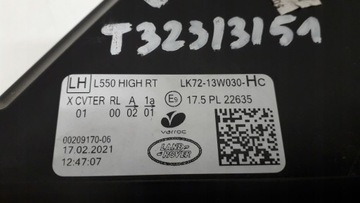 T32313151
LH L550 HIGH RT LK72-13W030-HC
X CVTER RL A 1a E9 17.5 PL 22635
01 00 02 01
varroc
00209170-06
17.02.2021
12:47:07
LAND ROVER